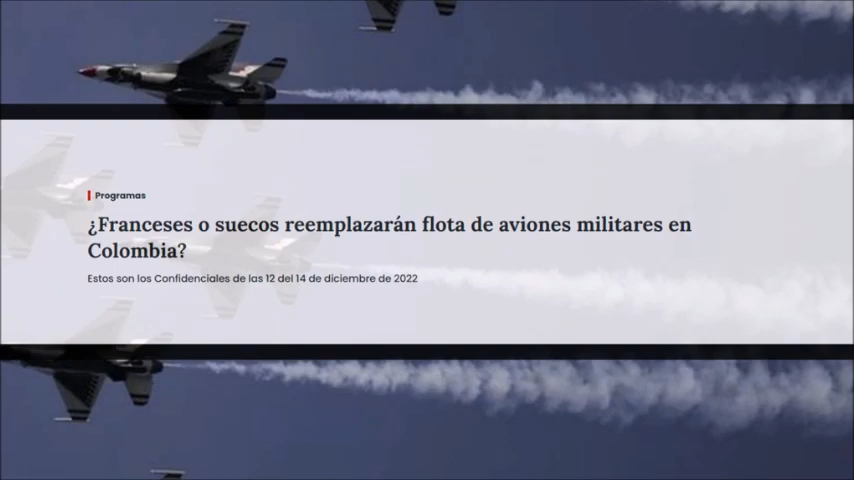 Programas
¿Franceses o suecos reemplazarán flota de aviones militares en
Colombia?
Estos son los Confidenciales de las 12 del 14 de diciembre de 2022